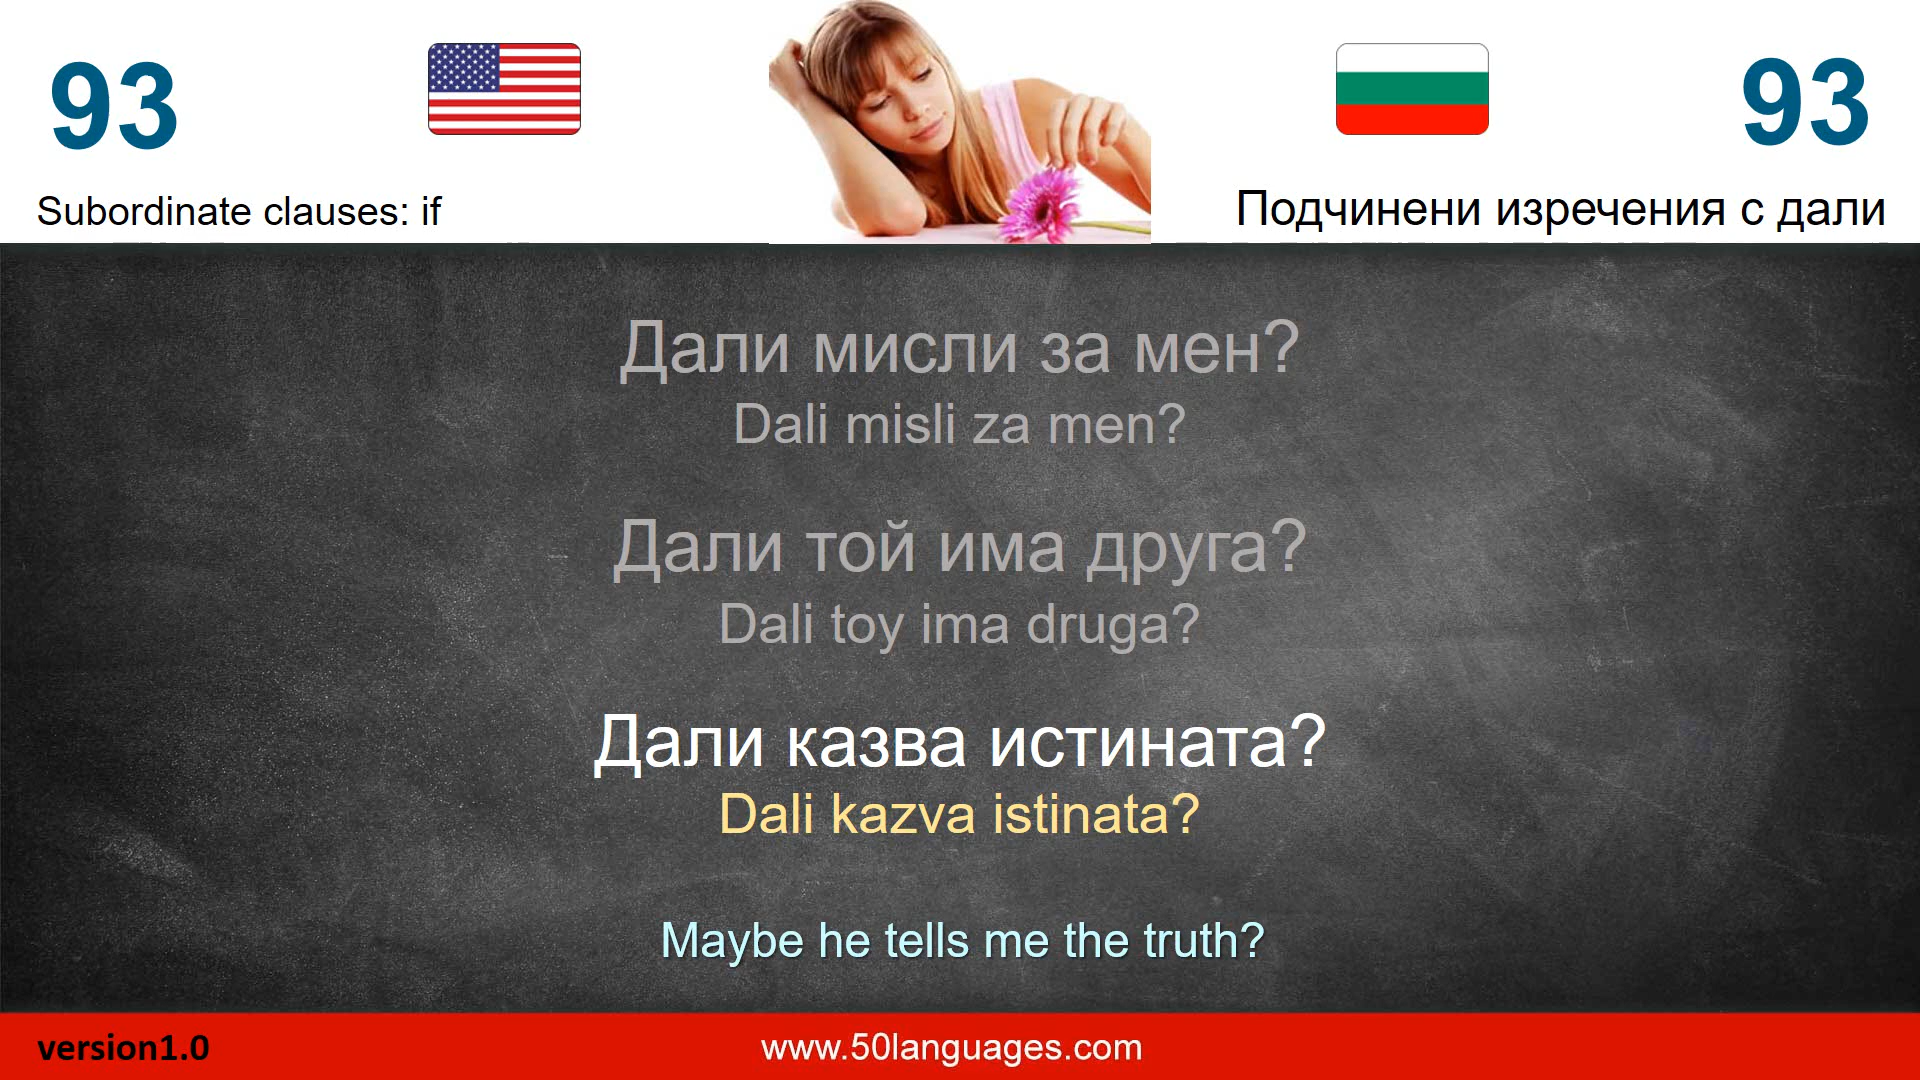 93
93
Subordinate clauses: if
Подчинени изречения с дали
Дали мисли за мен?
Dali misli za men?
Дали той има друга?
Dali toy ima druga?
Дали казва истината?
Dali kazva istinata?
Maybe he tells me the truth?
version1.0
www.50languages.com